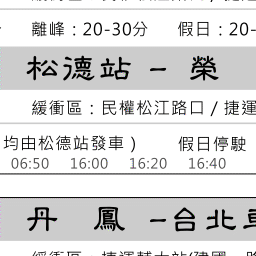 離峰：20-30分 假日：20-
松德站 – 榮
緩衝區：民權松江路口 / 捷運
均由松德站發車） 假日停駛
06:50 16:00 16:20 16:40
丹 鳳 –台北